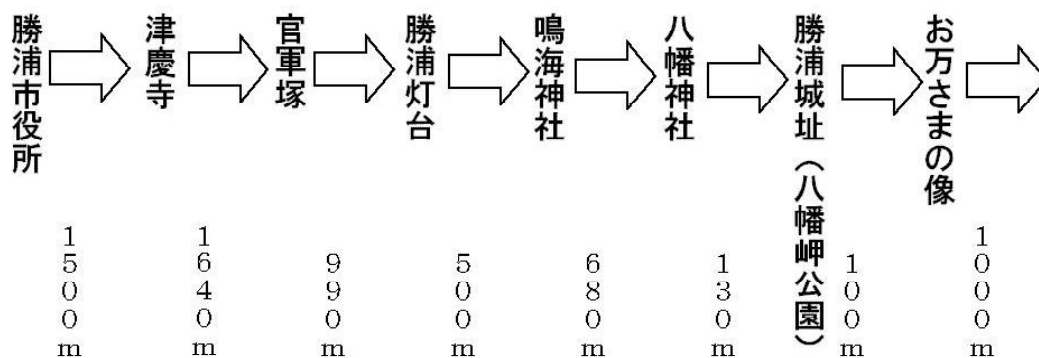 勝浦市役所
津慶寺
官軍塚
勝浦灯台
鳴海神社
八幡神社
勝浦城址（八幡岬公園）
お万さまの像
1500m
1640m
990m
500m
680m
130m
100m
1000m